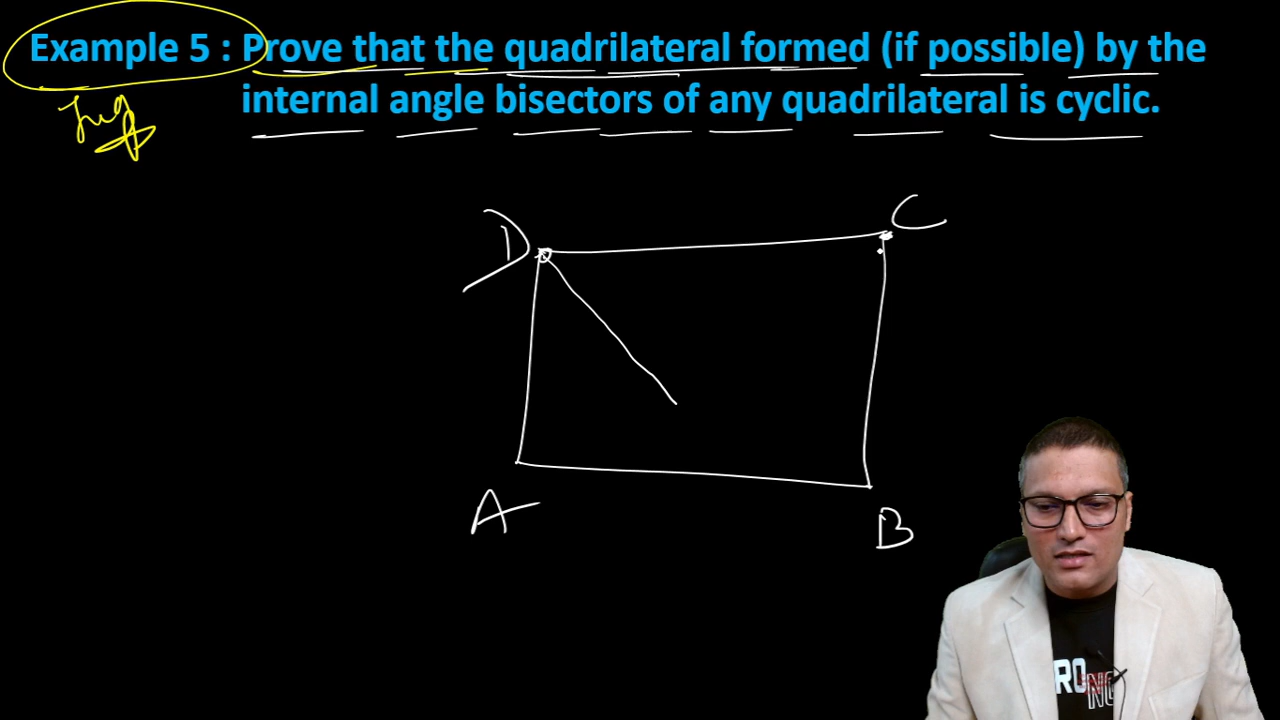 Example 5 : Prove that the quadrilateral formed (if possible) by the
internal angle bisectors of any quadrilateral is cyclic.
D
C
A
B